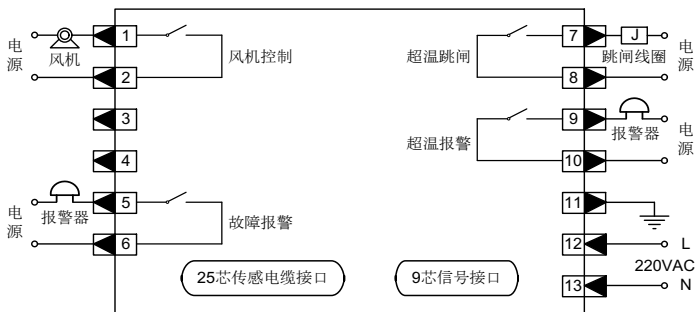 电源
风机
1
风机控制
2
3
4
电源
报警器
5
故障报警
6
25芯传感电缆接口
9芯信号接口
超温跳闸
7
J
跳闸线圈
电源
8
超温报警
9
报警器
电源
10
11
12
L
220VAC
13
N